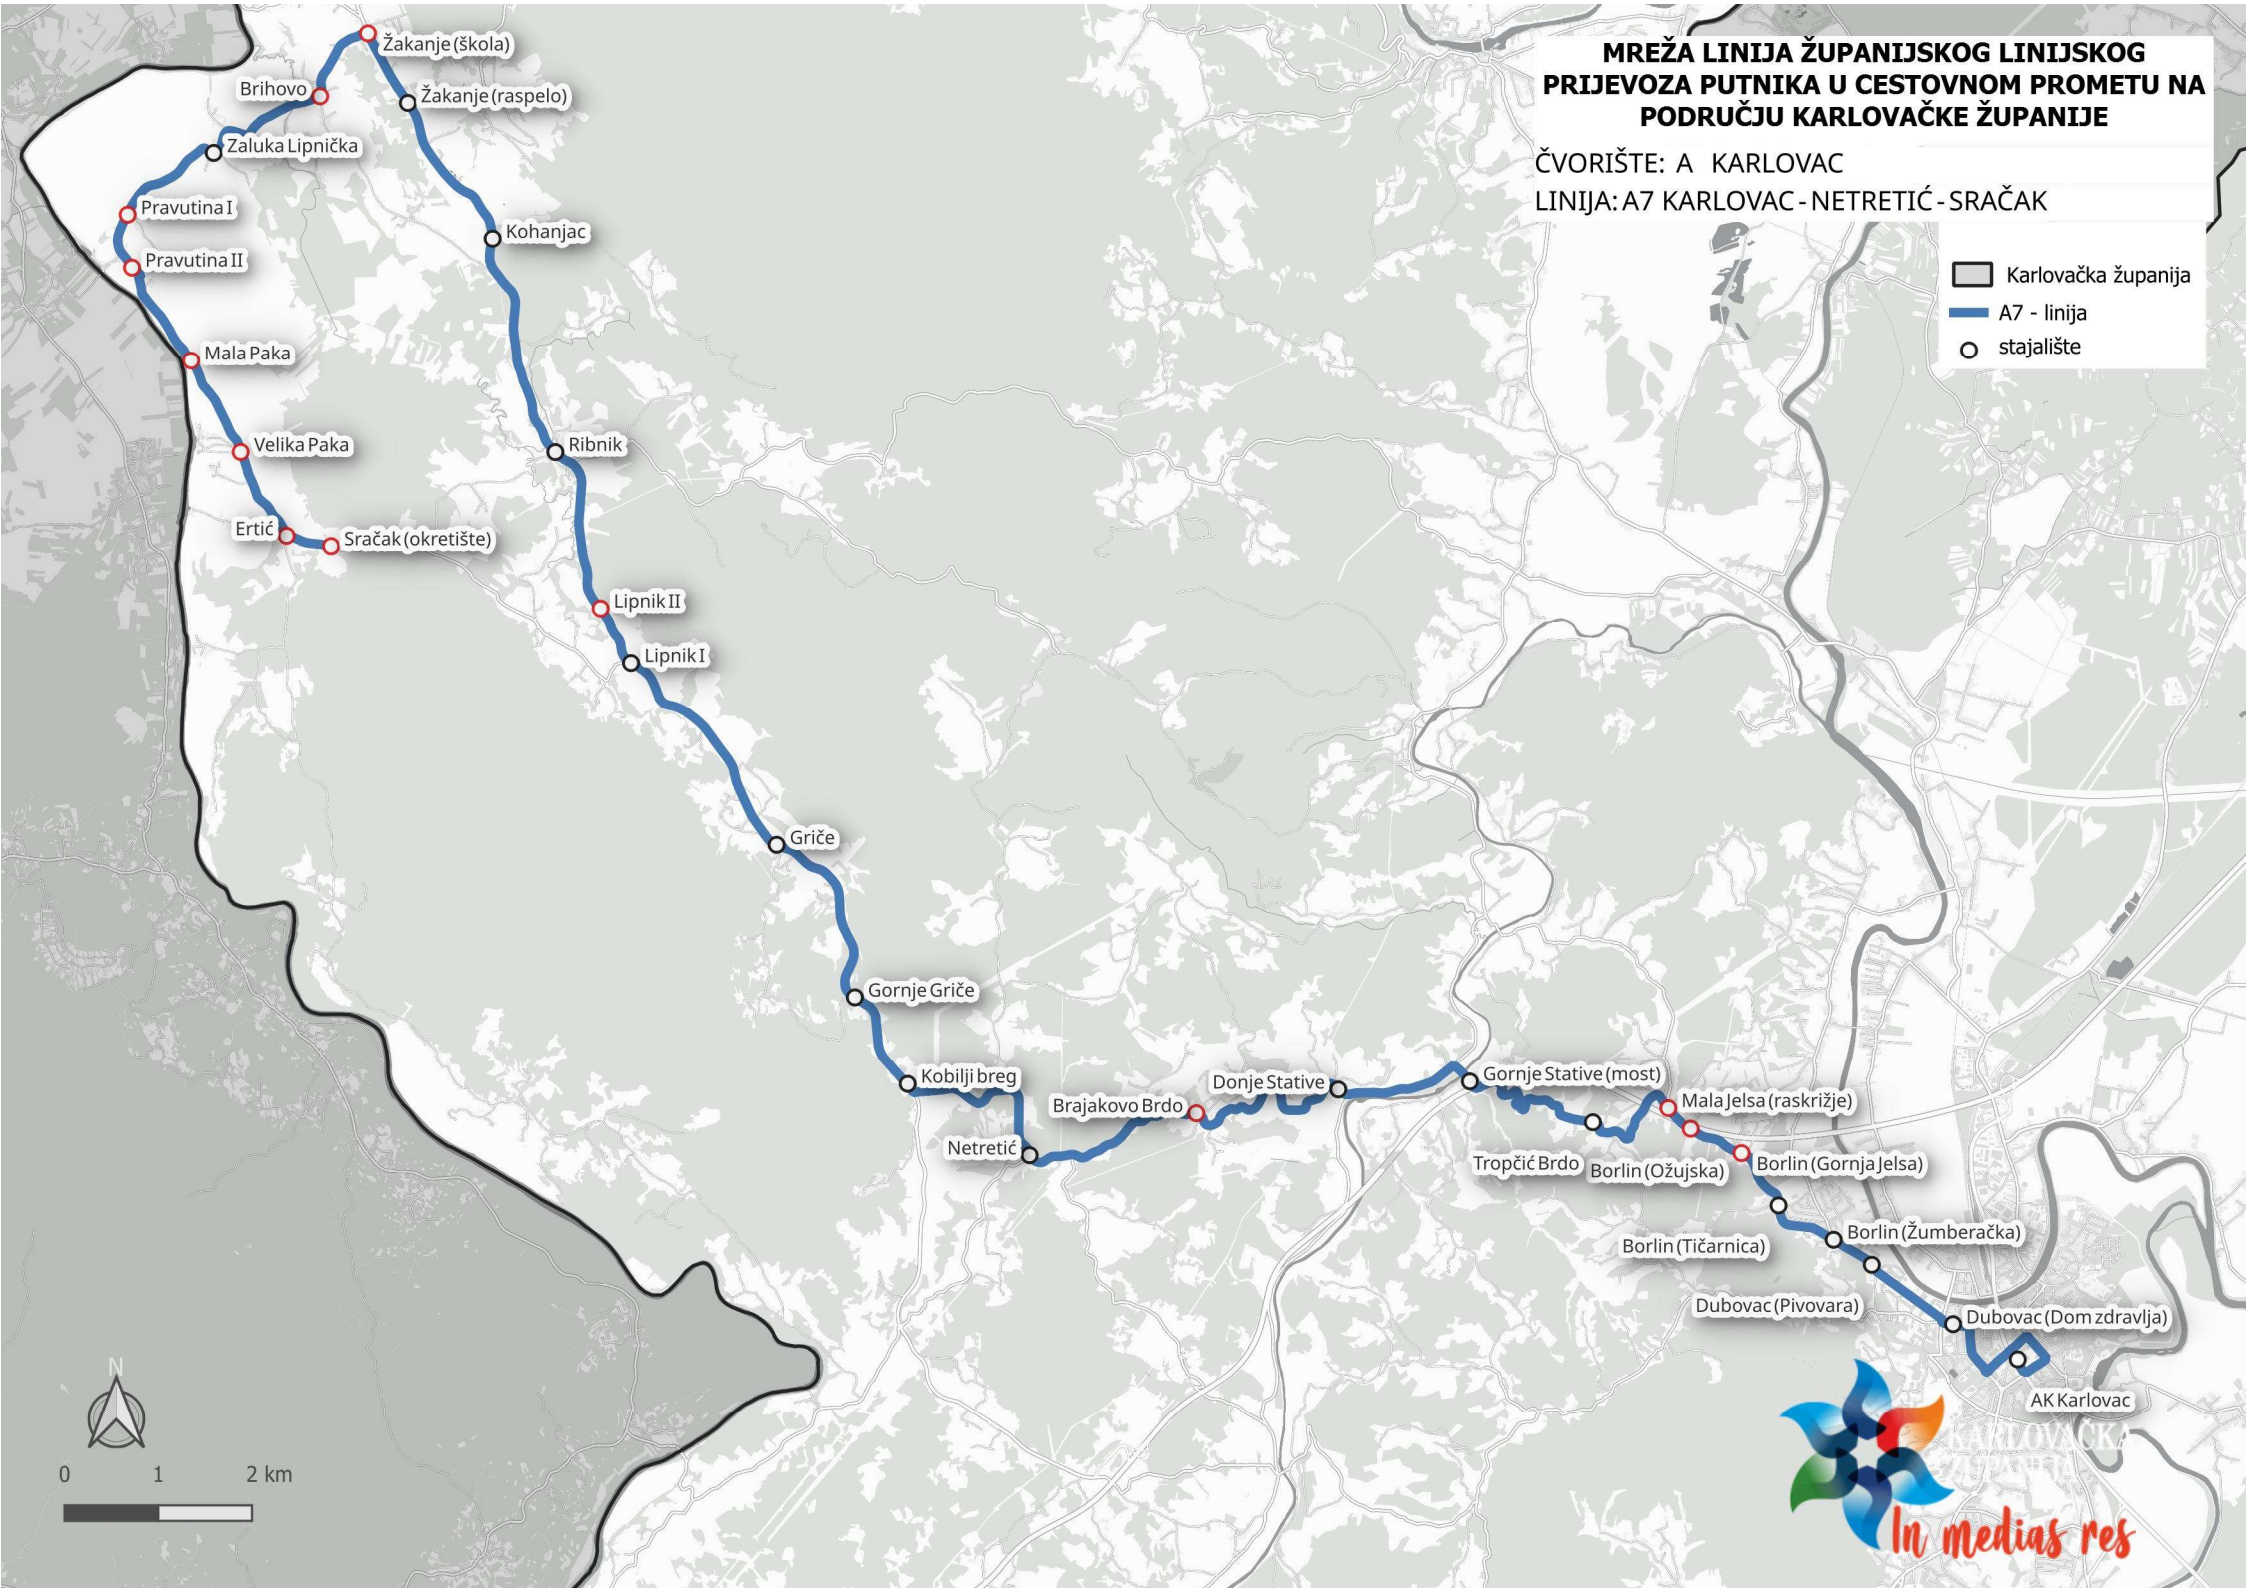 MREŽA LINIJA ŽUPANIJSKOG LINIJSKOG
PRIJEVOZA PUTNIKA U CESTOVNOM PROMETU NA
PODRUČJU KARLOVAČKE ŽUPANIJE
ČVORIŠTE: A KARLOVAC
LINIJA: A7 KARLOVAC - NETRETIĆ - SRAČAK
Karlovačka županija
A7 - linija
stajalište
Žakanje (škola)
Brihovo
Žakanje (raspelo)
Zaluka Lipnička
Pravutina I
Kohanjac
Pravutina II
Mala Paka
Velika Paka
Ribnik
Ertić
Sračak (okretište)
Lipnik II
Lipnik I
Griče
Gornje Griče
Kobilji breg
Netretić
Brajakovo Brdo
Donje Stative
Gornje Stative (most)
Mala Jelsa (raskrižje)
Tropčić Brdo
Borlin (Ožujska)
Borlin (Gornja Jelsa)
Borlin (Tičarnica)
Borlin (Žumberačka)
Dubovac (Pivovara)
Dubovac (Dom zdravlja)
AK Karlovac
N
0 1 2 km
KARLOVAČKA
ŽUPANIJA
In medias res